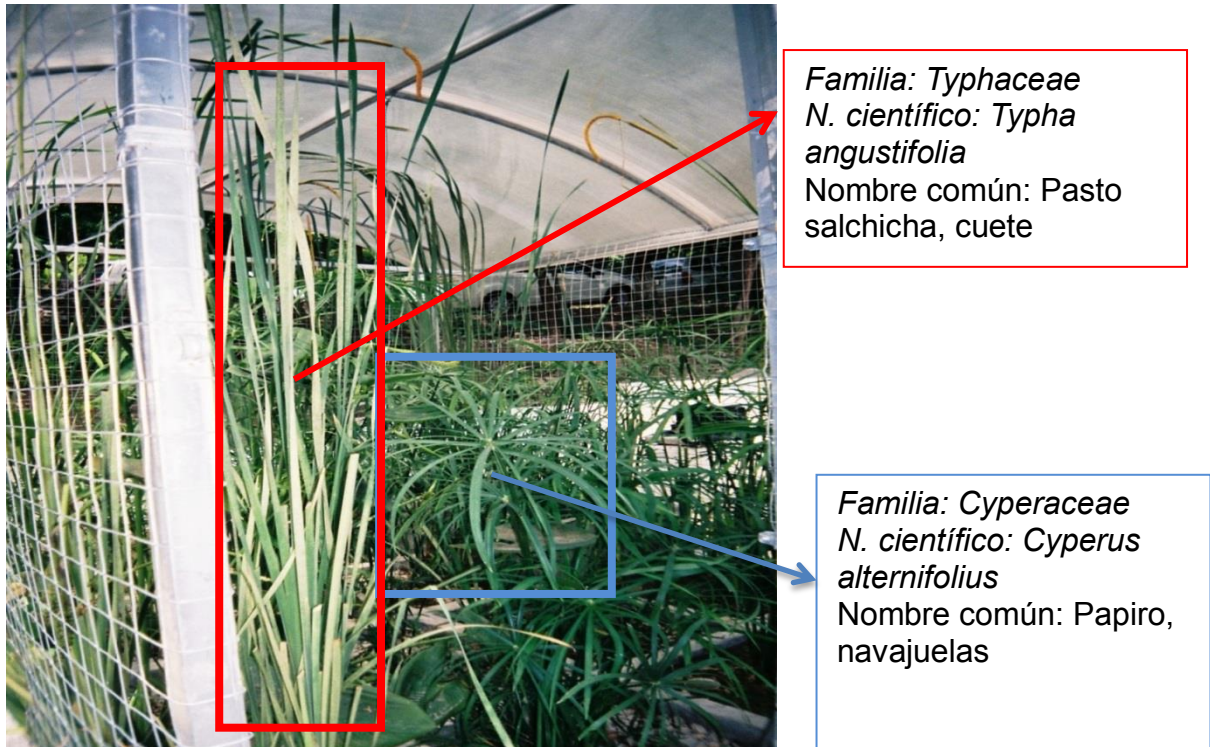 Familia: Typhaceae
N. científico: Typha
angustifolia
Nombre común: Pasto
salchicha, cuete
Familia: Cyperaceae
N. científico: Cyperus
alternifolius
Nombre común: Papiro,
navajuelas